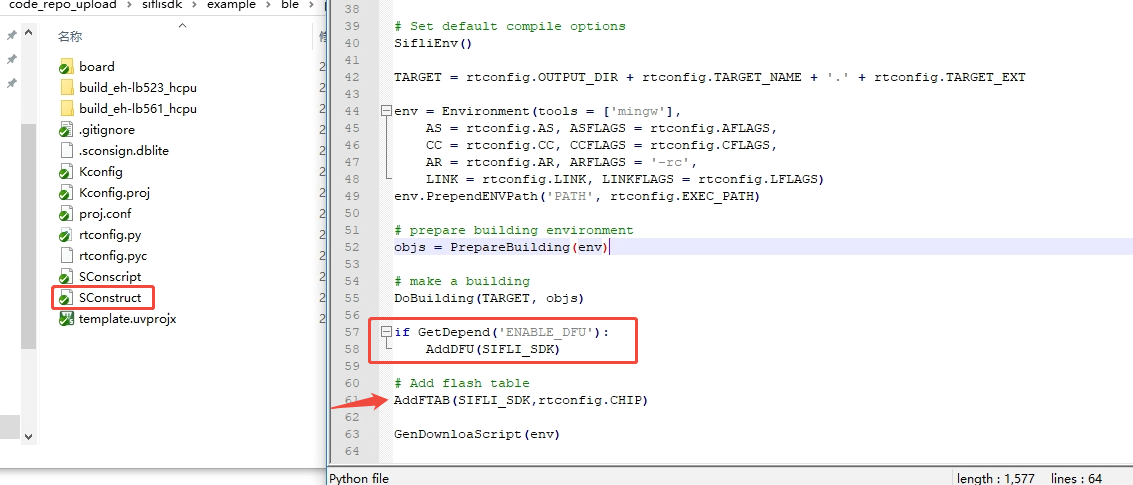 code_repo_upload > siflisdk > example > ble >
名称
board
build_eh-lb523_hcpu
build_eh-lb561_hcpu
.gitignore
.sconsign.dblite
Kconfig
Kconfig.proj
proj.conf
rtconfig.py
rtconfig.pyc
SConscript
SConstruct
template.uvprojx
38
39 # Set default compile options
40 SifliEnv()
41
42 TARGET = rtconfig.OUTPUT_DIR + rtconfig.TARGET_NAME + '.' + rtconfig.TARGET_EXT
43
44 env = Environment(tools = ['mingw'],
45 AS = rtconfig.AS, ASFLAGS = rtconfig.AFLAGS,
46 CC = rtconfig.CC, CCFLAGS = rtconfig.CFLAGS,
47 AR = rtconfig.AR, ARFLAGS = '-rc',
48 LINK = rtconfig.LINK, LINKFLAGS = rtconfig.LFLAGS)
49 env.PrependENVPath('PATH', rtconfig.EXEC_PATH)
50
51 # prepare building environment
52 objs = PrepareBuilding(env)
53
54 # make a building
55 DoBuilding(TARGET, objs)
56
57 if GetDepend('ENABLE_DFU'):
58 AddDFU(SIFLI_SDK)
59
60 # Add flash table
61 AddFTAB(SIFLI_SDK,rtconfig.CHIP)
62
63 GenDownloaScript(env)
64
Python file
length : 1,577 lines : 64